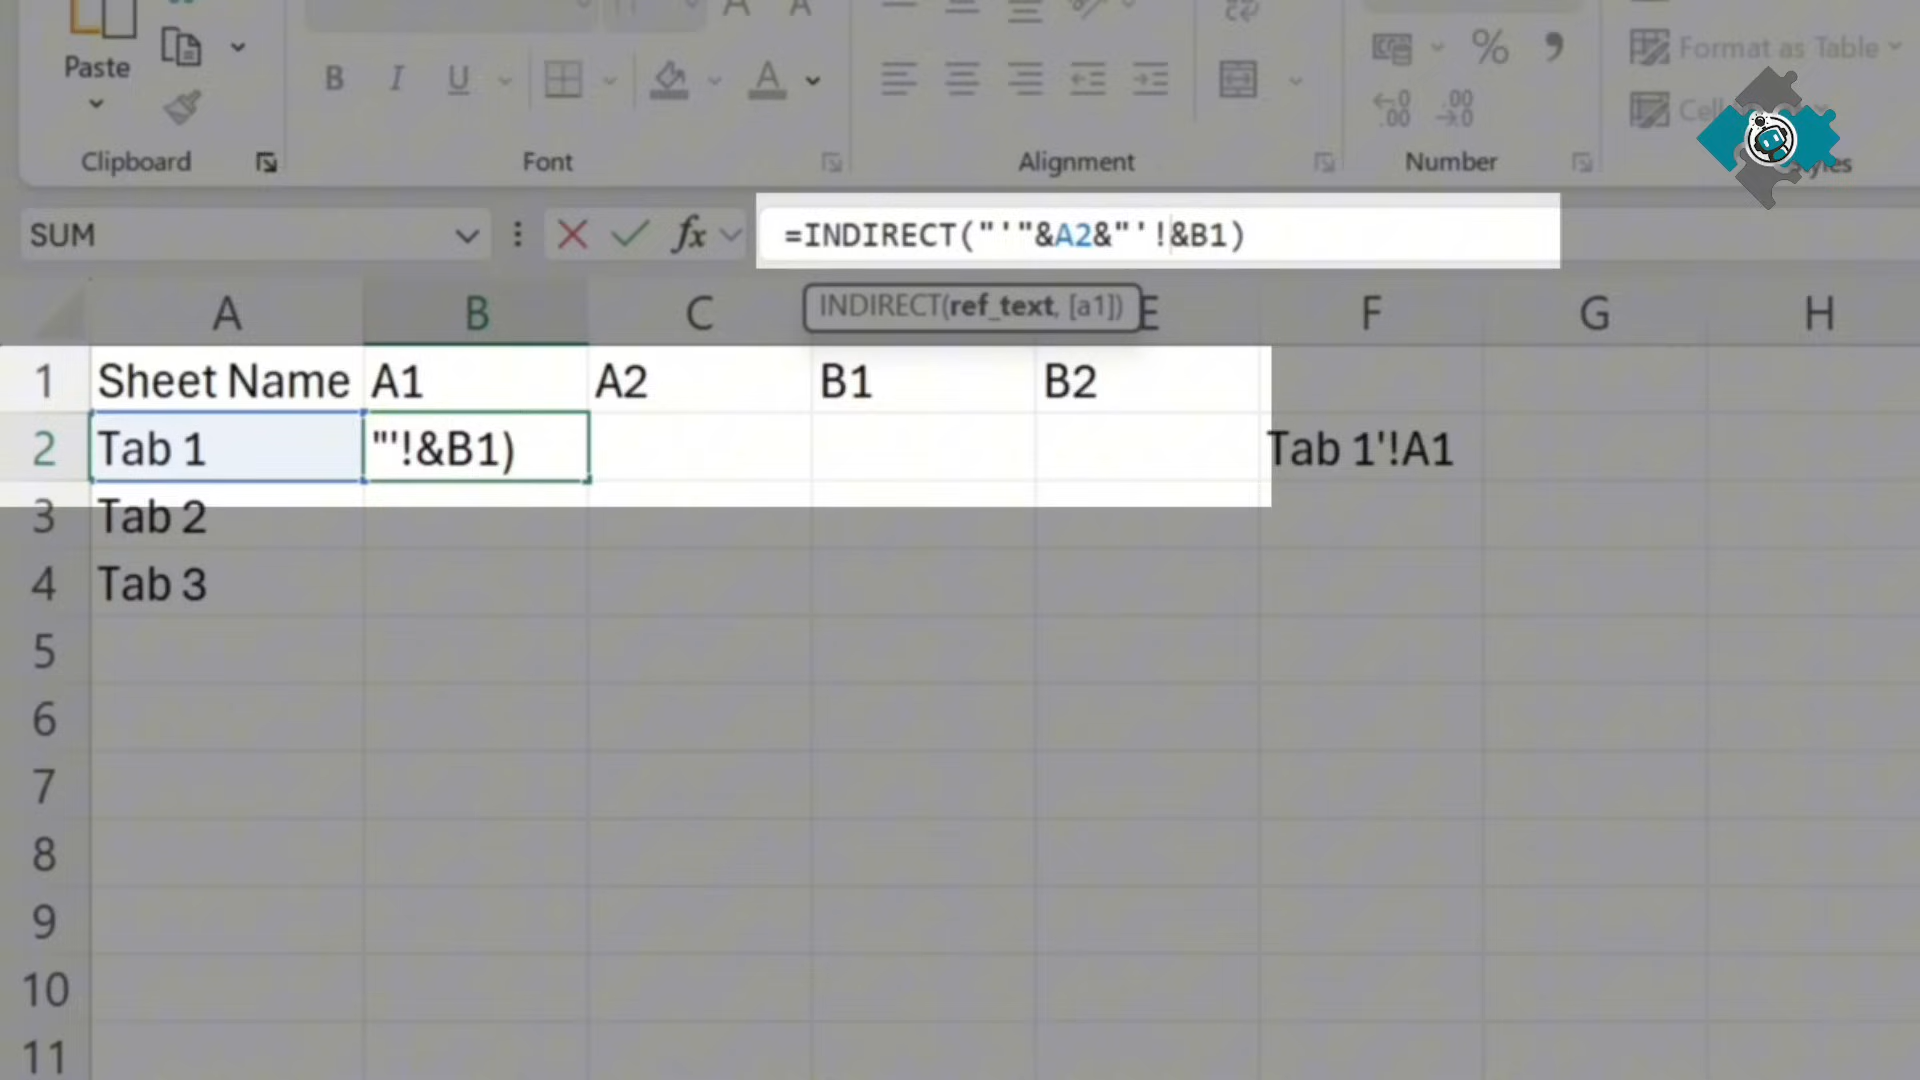 Paste
B I U
A
%
Format as Table
Clipboard
Font
Alignment
Number
SUM
fx
=INDIRECT("'"&A2&"'!&B1)
INDIRECT(ref_text, [a1])
A B C E F G H
1 Sheet Name A1 A2 B1 B2
2 Tab 1 "'!&B1) Tab 1'!A1
3 Tab 2
4 Tab 3
5
6
7
8
9
10
11